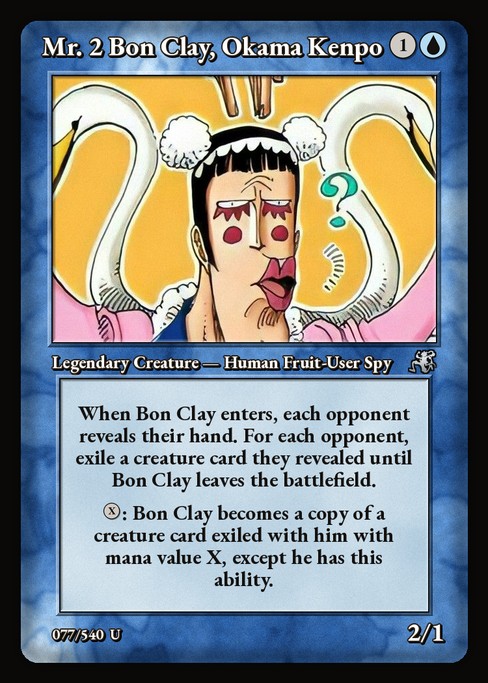 Mr. 2 Bon Clay, Okama Kenpo 1
?
Legendary Creature — Human Fruit-User Spy
When Bon Clay enters, each opponent
reveals their hand. For each opponent,
exile a creature card they revealed until
Bon Clay leaves the battlefield.
X: Bon Clay becomes a copy of a
creature card exiled with him with
mana value X, except he has this
ability.
077/540 U 2/1